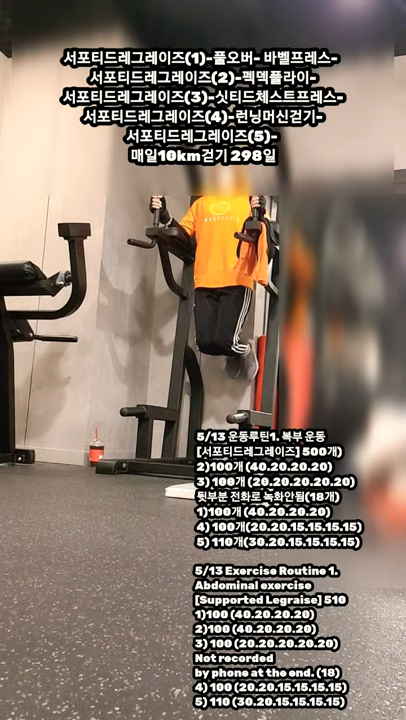 서포티드레그레이즈(1)-풀오버- 바벨프레스-
서포티드레그레이즈(2)-펙덱플라이-
서포티드레그레이즈(3)-싯티드체스트프레스-
서포티드레그레이즈(4)-런닝머신걷기-
서포티드레그레이즈(5)-
매일10km걷기 298일
5/13 운동루틴1. 복부 운동
[서포티드레그레이즈] 500개)
2)100개 (40.20.20.20)
3) 100개 (20.20.20.20.20)
뒷부분 전화로 녹화안됨(18개)
1)100개 (40.20.20.20)
4) 100개(20.20.15.15.15.15)
5) 110개(30.20.15.15.15.15)
5/13 Exercise Routine 1.
Abdominal exercise
[Supported Legraise] 510
1)100 (40.20.20.20)
2)100 (40.20.20.20)
3) 100 (20.20.20.20.20)
Not recorded
by phone at the end. (18)
4) 100 (20.20.15.15.15.15)
5) 110 (30.20.15.15.15.15)